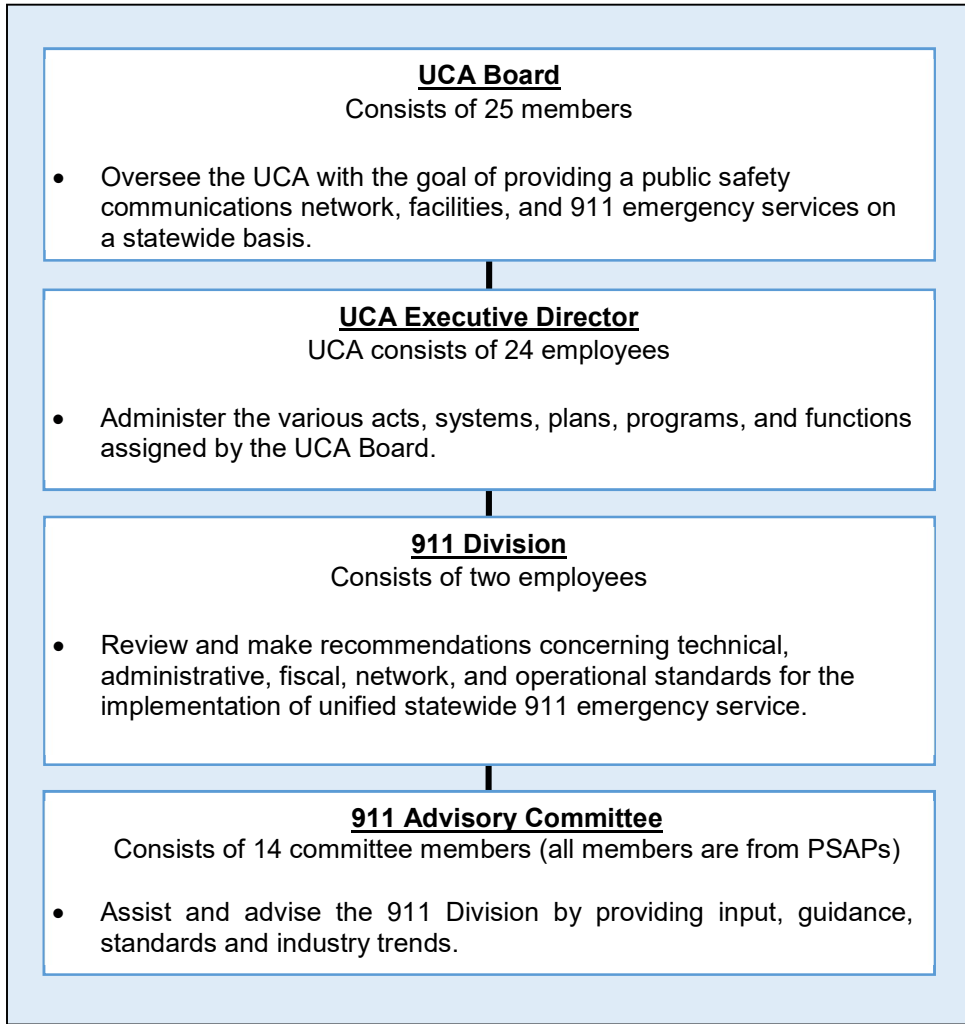 UCA Board
Consists of 25 members
• Oversee the UCA with the goal of providing a public safety
communications network, facilities, and 911 emergency services on
a statewide basis.
UCA Executive Director
UCA consists of 24 employees
• Administer the various acts, systems, plans, programs, and functions
assigned by the UCA Board.
911 Division
Consists of two employees
• Review and make recommendations concerning technical,
administrative, fiscal, network, and operational standards for the
implementation of unified statewide 911 emergency service.
911 Advisory Committee
Consists of 14 committee members (all members are from PSAPs)
• Assist and advise the 911 Division by providing input, guidance,
standards and industry trends.